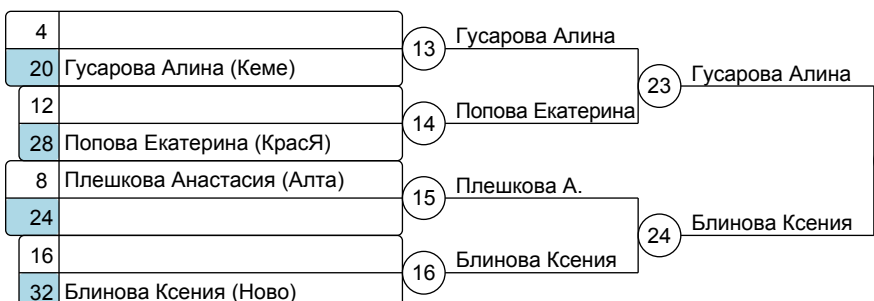 4
20 Гусарова Алина (Кеме)
12
28 Попова Екатерина (КрасЯ)
8 Плешкова Анастасия (Алта)
24
16
32 Блинова Ксения (Ново)
13 Гусарова Алина
14 Попова Екатерина
15 Плешкова А.
16 Блинова Ксения
23 Гусарова Алина
24 Блинова Ксения